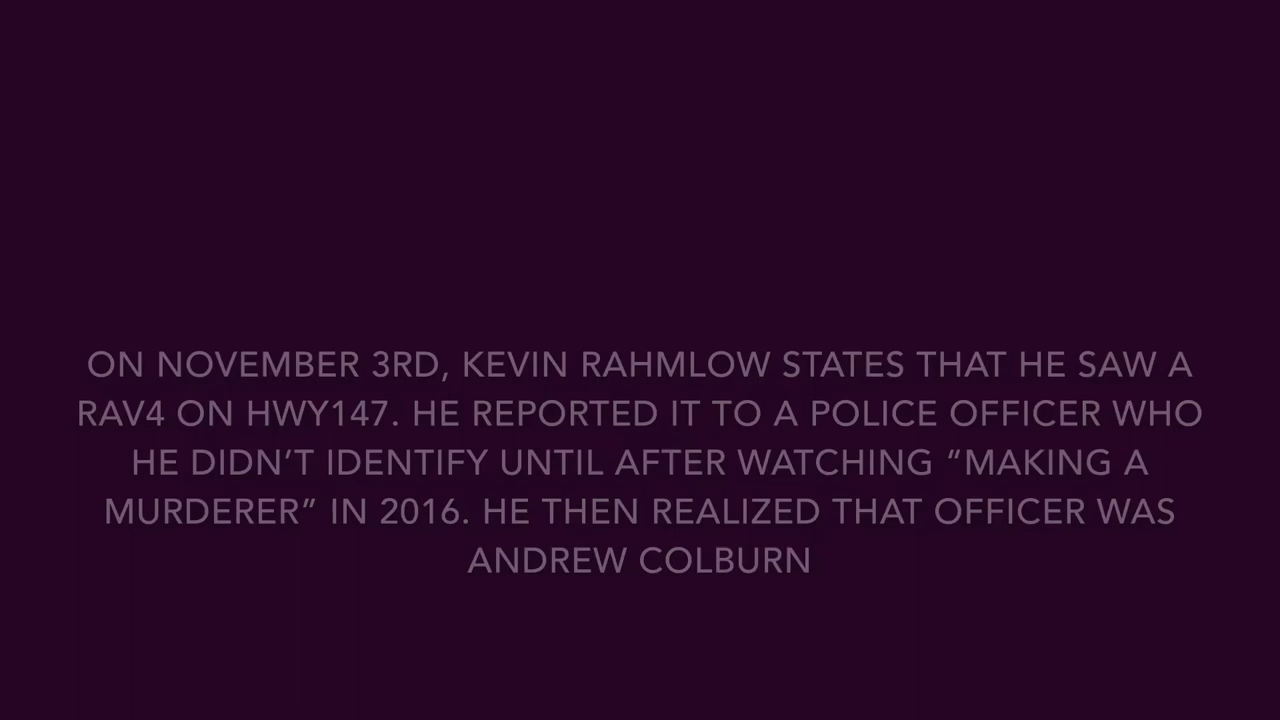 ON NOVEMBER 3RD, KEVIN RAHMLOW STATES THAT HE SAW A
RAV4 ON HWY147. HE REPORTED IT TO A POLICE OFFICER WHO
HE DIDN’T IDENTIFY UNTIL AFTER WATCHING “MAKING A
MURDERER” IN 2016. HE THEN REALIZED THAT OFFICER WAS
ANDREW COLBURN